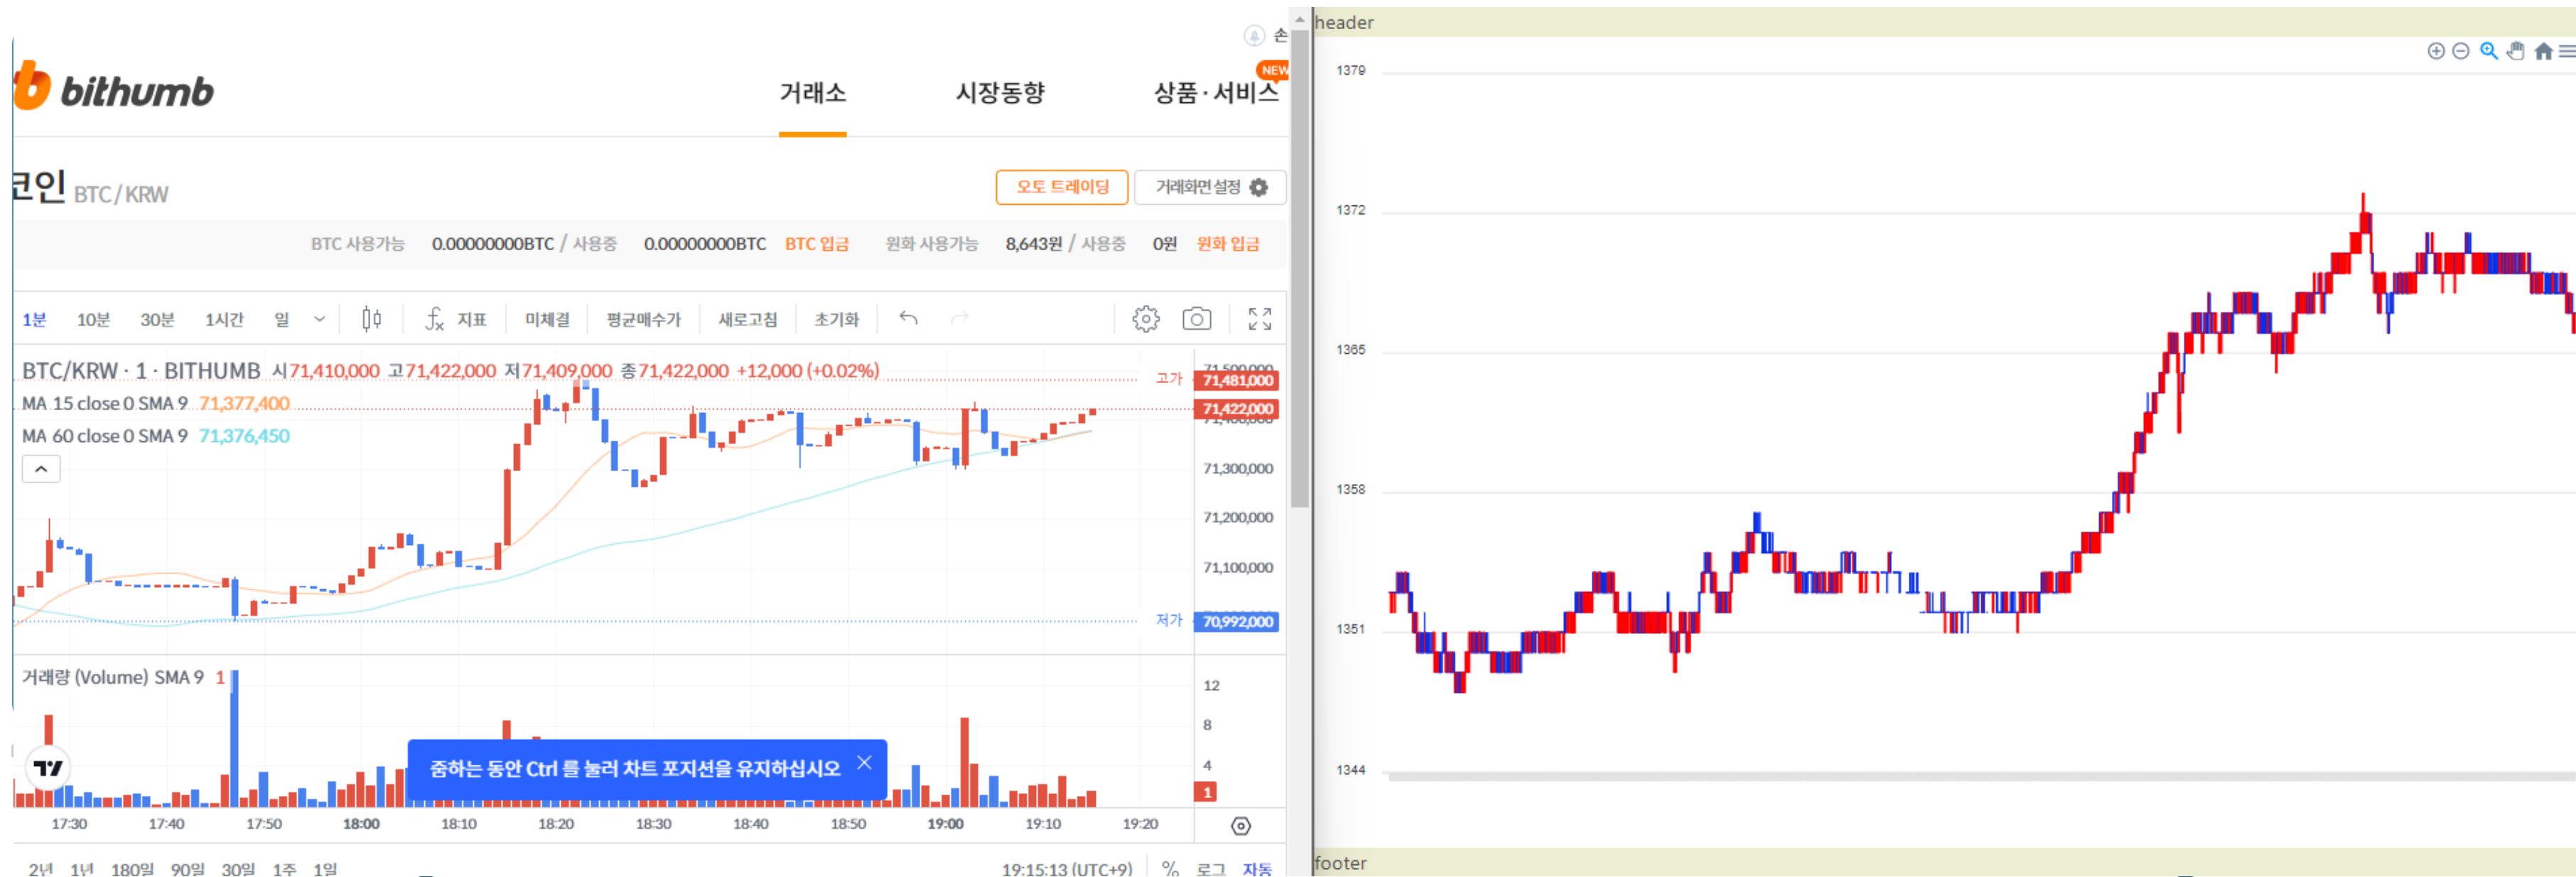 손
bithumb
거래소
시장동향
상품·서비스
NEW
코인 BTC/KRW
오토 트레이딩
거래화면설정
BTC 사용가능 0.00000000BTC / 사용중 0.00000000BTC BTC 입금 원화 사용가능 8,643원 / 사용중 0원 원화 입금
1분 10분 30분 1시간 일 지표 미체결 평균매수가 새로고침 초기화
BTC/KRW · 1 · BITHUMB 시71,410,000 고71,422,000 저71,409,000 종71,422,000 +12,000 (+0.02%)
MA 15 close 0 SMA 9 71,377,400
MA 60 close 0 SMA 9 71,376,450
71,500,000
고가 71,481,000
71,422,000
71,400,000
71,300,000
71,200,000
71,100,000
저가 70,992,000
거래량 (Volume) SMA 9 1
12
8
4
1
줌하는 동안 Ctrl 를 눌러 차트 포지션을 유지하십시오
17:30 17:40 17:50 18:00 18:10 18:20 18:30 18:40 18:50 19:00 19:10 19:20
2년 1년 180일 90일 30일 1주 1일
19:15:13 (UTC+9) % 로그 자동
header
1379
1372
1365
1358
1351
1344
footer